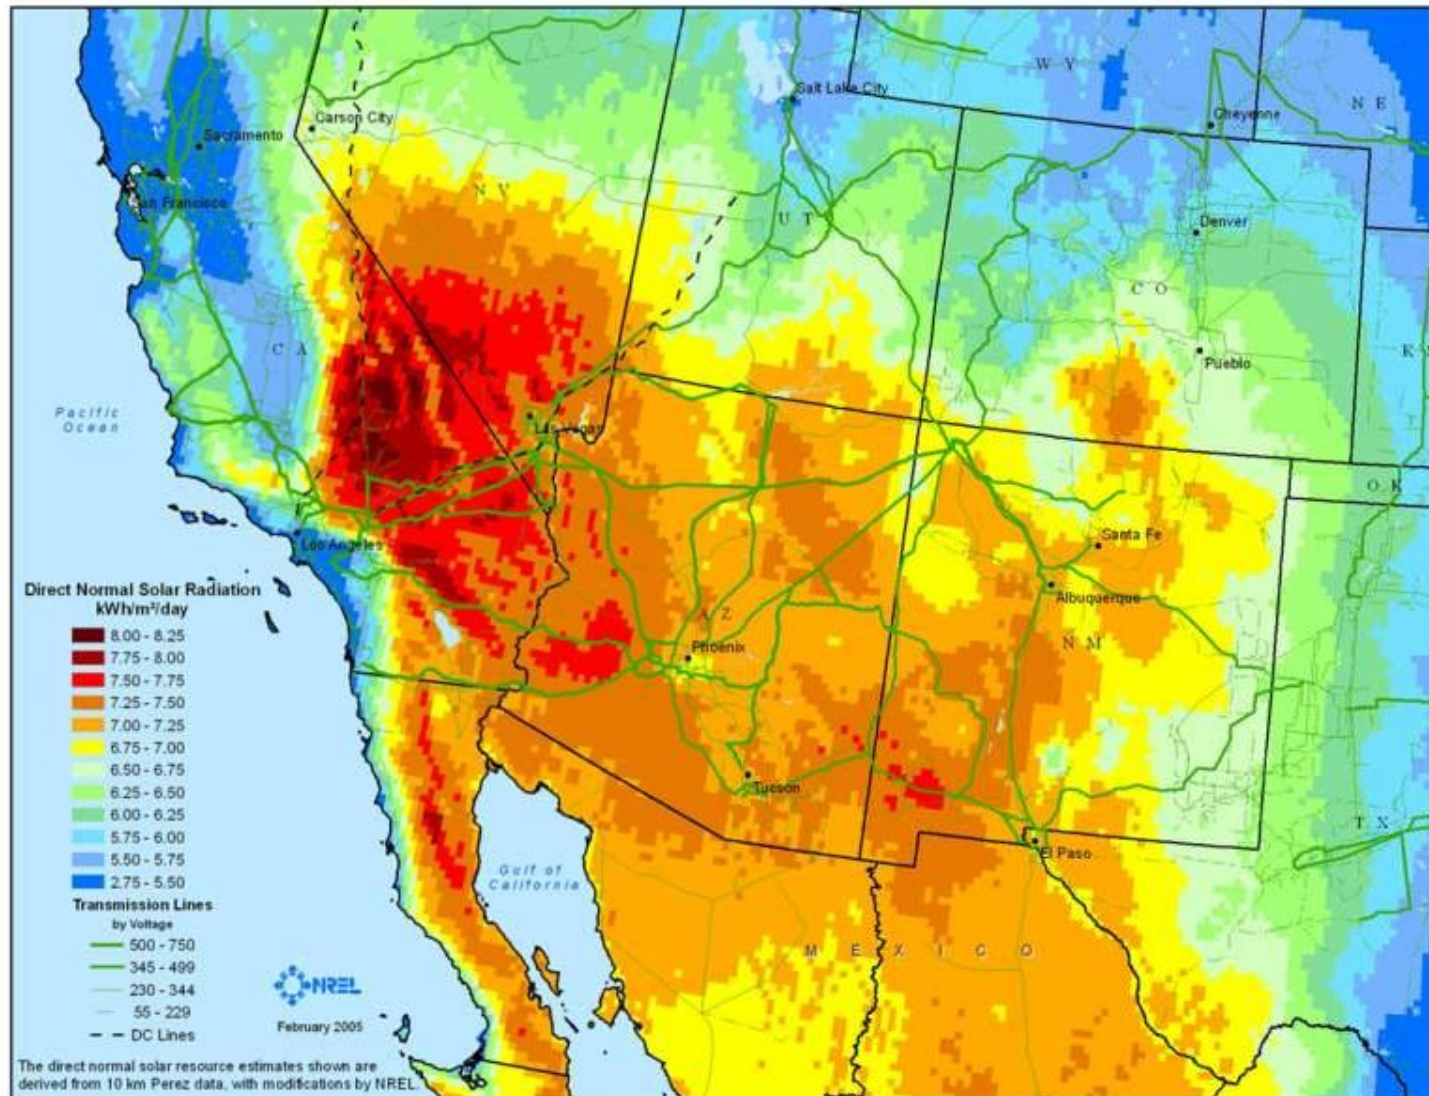 Salt Lake City
W Y
N E
Carson City
Cheyenne
Sacramento
San Francisco
N V
U T
Denver
C O
C A
Pueblo
K
Pacific
Ocean
Las Vegas
O K
Santa Fe
Los Angeles
Albuquerque
A Z
N M
Phoenix
Tucson
El Paso
T X
Gulf of
California
M E X I C O
Direct Normal Solar Radiation
kWh/m²/day
8.00 - 8.25
7.75 - 8.00
7.50 - 7.75
7.25 - 7.50
7.00 - 7.25
6.75 - 7.00
6.50 - 6.75
6.25 - 6.50
6.00 - 6.25
5.75 - 6.00
5.50 - 5.75
2.75 - 5.50
Transmission Lines
by Voltage
500 - 750
345 - 499
230 - 344
55 - 229
DC Lines
NREL
February 2005
The direct normal solar resource estimates shown are
derived from 10 km Perez data, with modifications by NREL.